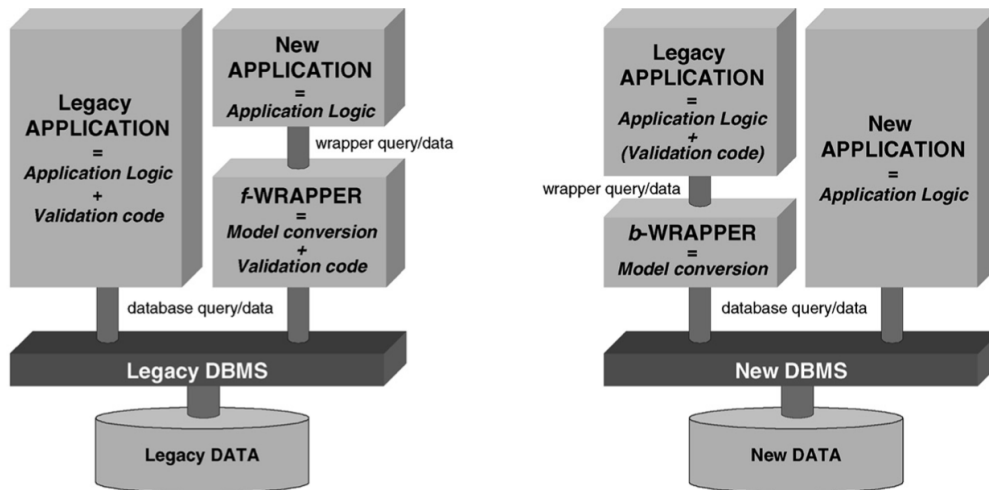 Legacy
APPLICATION
=
Application Logic
+
Validation code
New
APPLICATION
=
Application Logic
wrapper query/data
f-WRAPPER
=
Model conversion
+
Validation code
database query/data
Legacy DBMS
Legacy DATA
Legacy
APPLICATION
=
Application Logic
+
(Validation code)
wrapper query/data
b-WRAPPER
=
Model conversion
New
APPLICATION
=
Application Logic
database query/data
New DBMS
New DATA